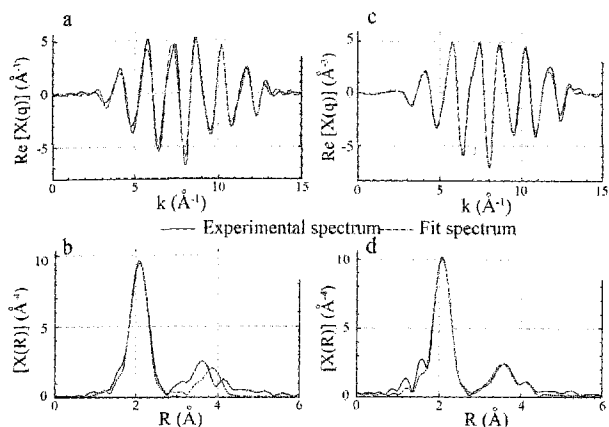 a
c
5
0
-5
Re [X(q)] (Å⁻¹)
0 5 10 15
k (Å⁻¹)
5
0
-5
Re [X(q)] (Å⁻¹)
0 5 10 15
k (Å⁻¹)
Experimental spectrum Fit spectrum
b
d
10
5
0
[X(R)] (Å⁻⁴)
0 2 4 6
R (Å)
10
5
0
[X(R)] (Å⁻⁴)
0 2 4 6
R (Å)